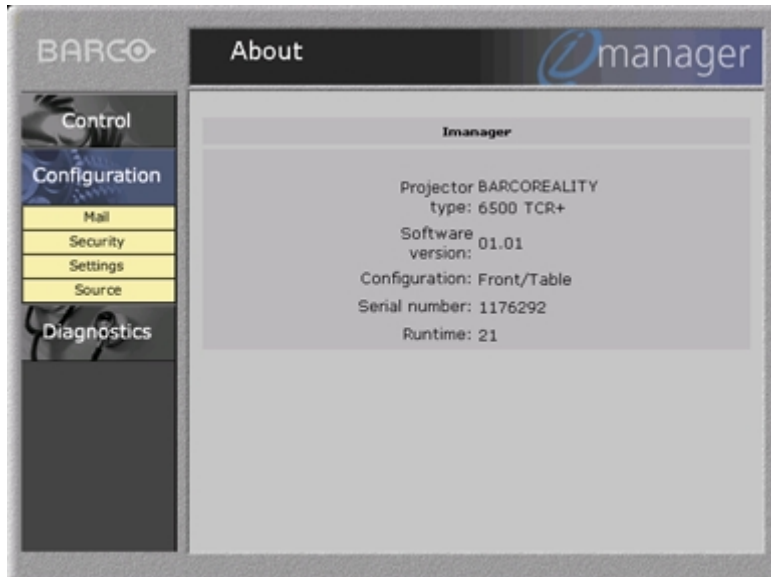 BARCO
About
imanager
Control
Configuration
Mail
Security
Settings
Source
Diagnostics
Imanager
Projector type: BARCOREALITY 6500 TCR+
Software version: 01.01
Configuration: Front/Table
Serial number: 1176292
Runtime: 21